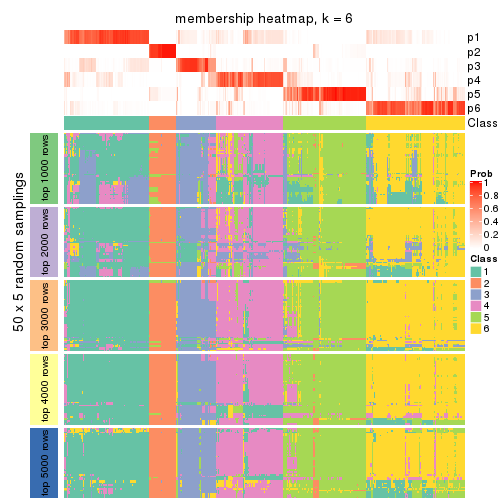 membership heatmap, k = 6
p1
p2
p3
p4
p5
p6
Class
50 x 5 random samplings
top 1000 rows
top 2000 rows
top 3000 rows
top 4000 rows
top 5000 rows
Prob
1
0.8
0.6
0.4
0.2
0
Class
1
2
3
4
5
6